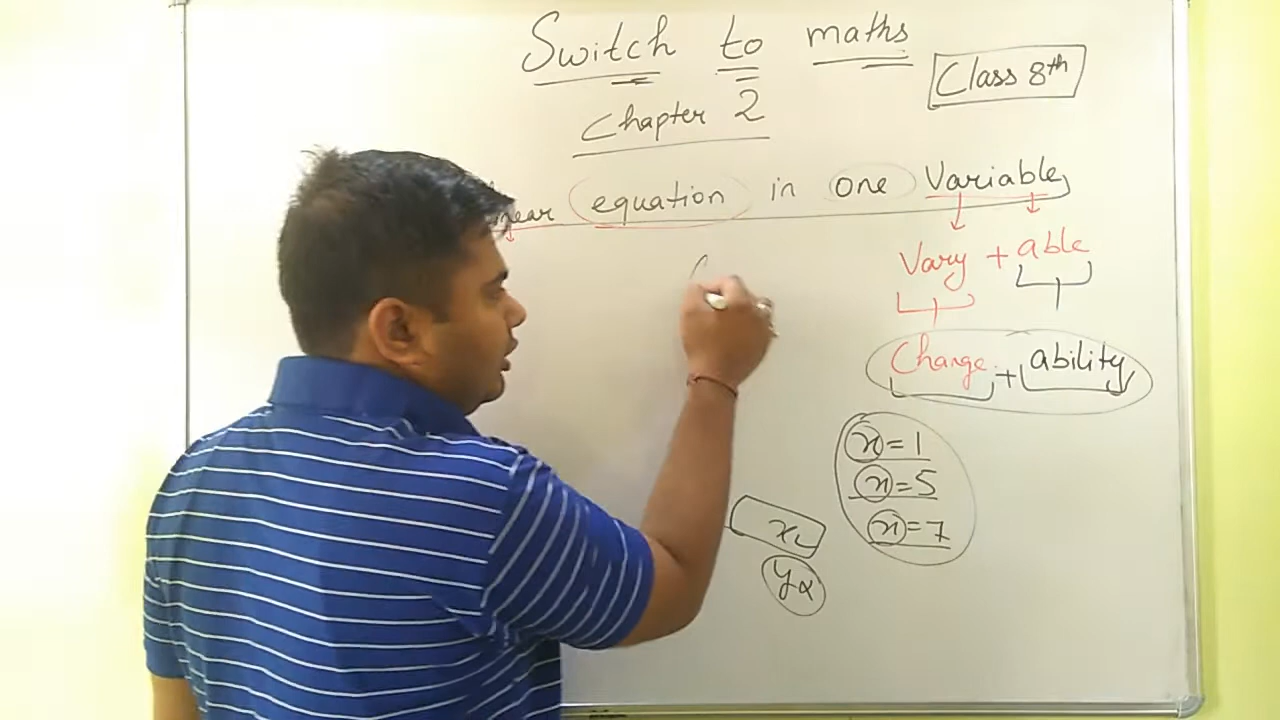 Switch to maths
Class 8th
Chapter 2
equation in one Variable
Vary + able
Change + ability
x=1
x=5
x=7
x
y